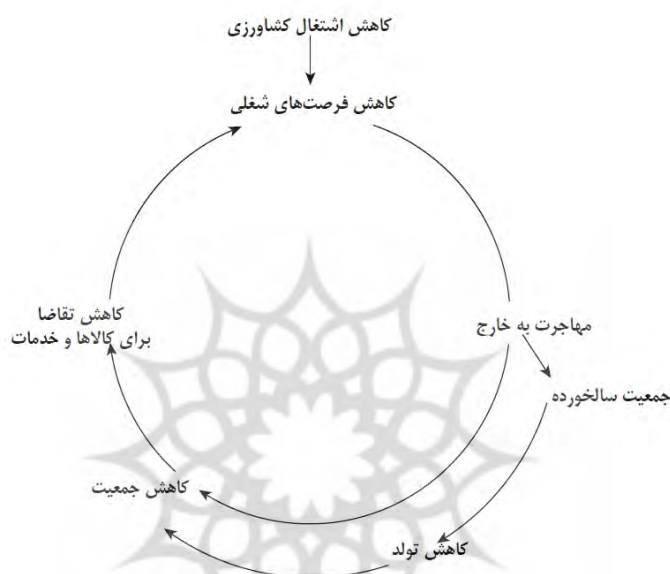 کاهش اشتغال کشاورزی
کاهش فرصت‌های شغلی
مهاجرت به خارج
جمعیت سالخورده
کاهش تولد
کاهش جمعیت
کاهش تقاضا
برای کالاها و خدمات